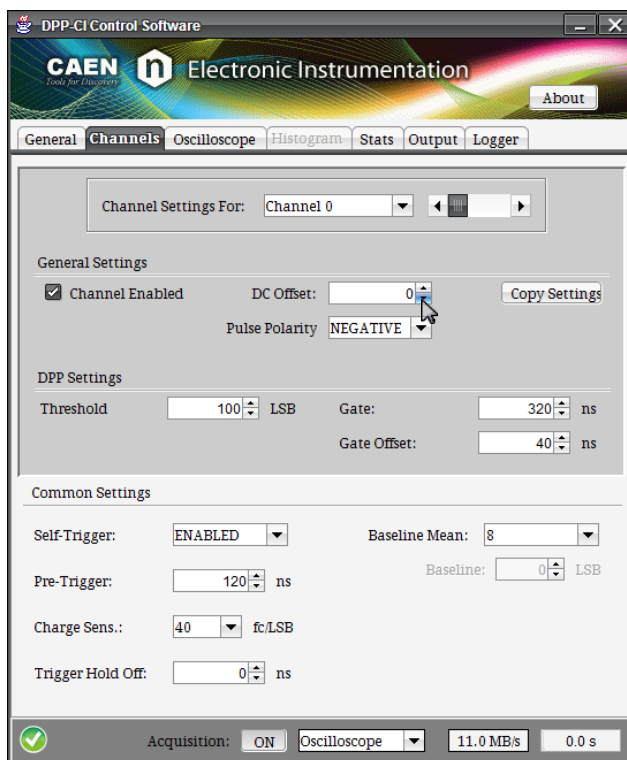 DPP-CI Control Software
CAEN n Electronic Instrumentation
Tools for Discovery
About
General Channels Oscilloscope Histogram Stats Output Logger
Channel Settings For: Channel 0
General Settings
Channel Enabled DC Offset: 0 Copy Settings
Pulse Polarity NEGATIVE
DPP Settings
Threshold 100 LSB Gate: 320 ns
Gate Offset: 40 ns
Common Settings
Self-Trigger: ENABLED Baseline Mean: 8
Baseline: 0 LSB
Pre-Trigger: 120 ns
Charge Sens.: 40 fc/LSB
Trigger Hold Off: 0 ns
Acquisition: ON Oscilloscope 11.0 MB/s 0.0 s